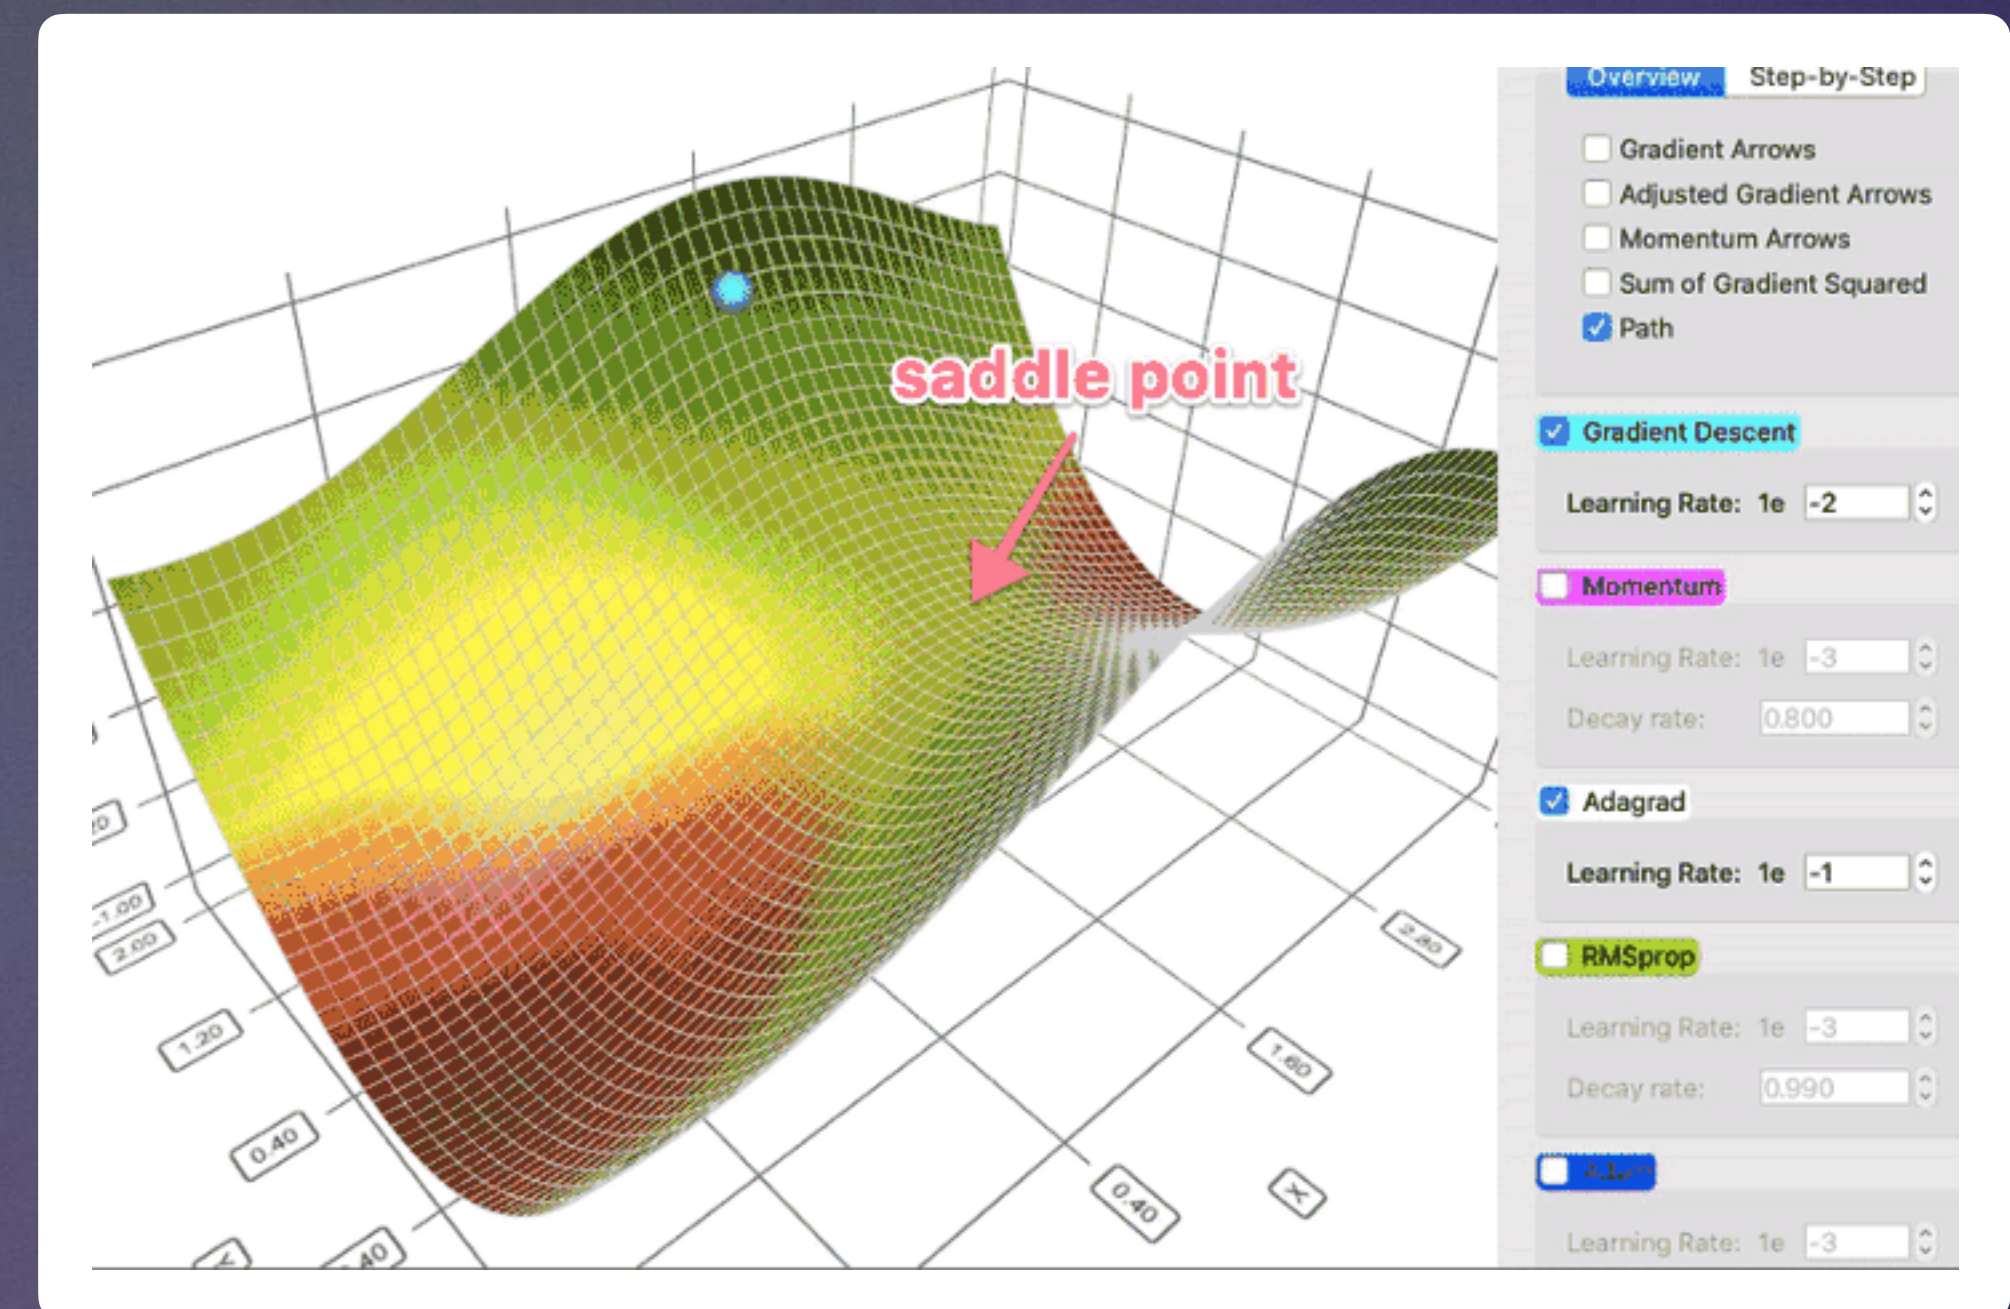 Overview Step-by-Step
Gradient Arrows
Adjusted Gradient Arrows
Momentum Arrows
Sum of Gradient Squared
Path
saddle point
Gradient Descent
Learning Rate: 1e -2
Momentum
Learning Rate: 1e -3
Decay rate: 0.800
Adagrad
Learning Rate: 1e -1
RMSprop
Learning Rate: 1e -3
Decay rate: 0.990
Learning Rate: 1e -3
-1.00
2.00
1.20
0.40
2.80
1.60
0.40
X